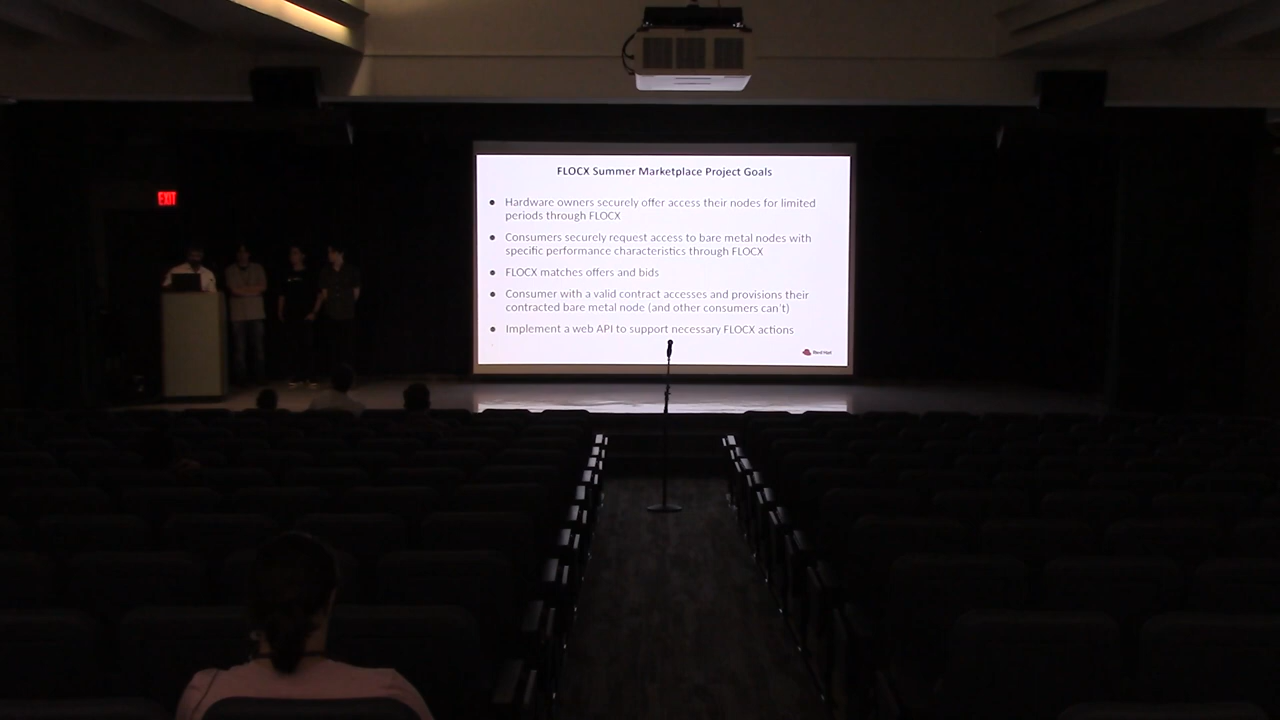 EXIT
FLOCX Summer Marketplace Project Goals
● Hardware owners securely offer access their nodes for limited
periods through FLOCX
● Consumers securely request access to bare metal nodes with
specific performance characteristics through FLOCX
● FLOCX matches offers and bids
● Consumer with a valid contract accesses and provisions their
contracted bare metal node (and other consumers can't)
● Implement a web API to support necessary FLOCX actions
Red Hat